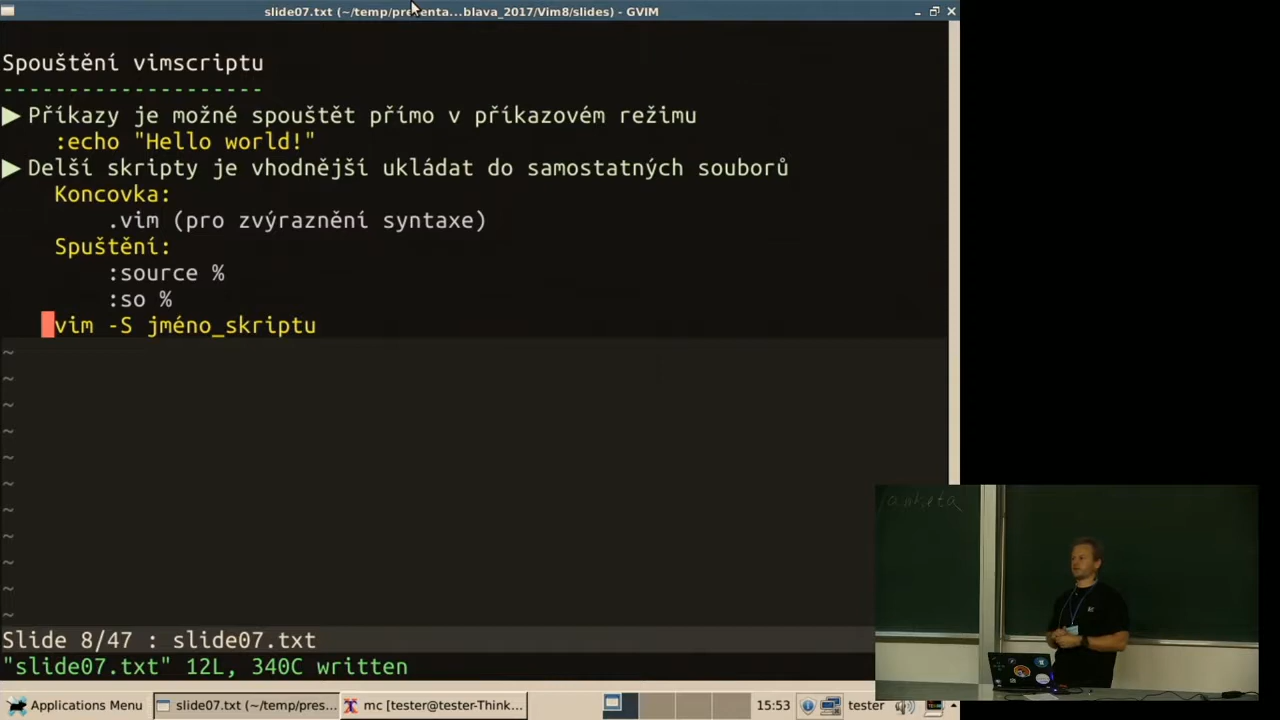 slide07.txt (~/temp/presenta...blava_2017/Vim8/slides) - GVIM
Spouštění vimscriptu
--------------------
▶ Příkazy je možné spouštět přímo v příkazovém režimu
:echo "Hello world!"
▶ Delší skripty je vhodnější ukládat do samostatných souborů
Koncovka:
.vim (pro zvýraznění syntaxe)
Spuštění:
:source %
:so %
vim -S jméno_skriptu
~
~
~
~
~
~
~
~
~
~
~
Slide 8/47 : slide07.txt
"slide07.txt" 12L, 340C written
anketa
Applications Menu
slide07.txt (~/temp/pres...
mc [tester@tester-Think...
15:53
tester